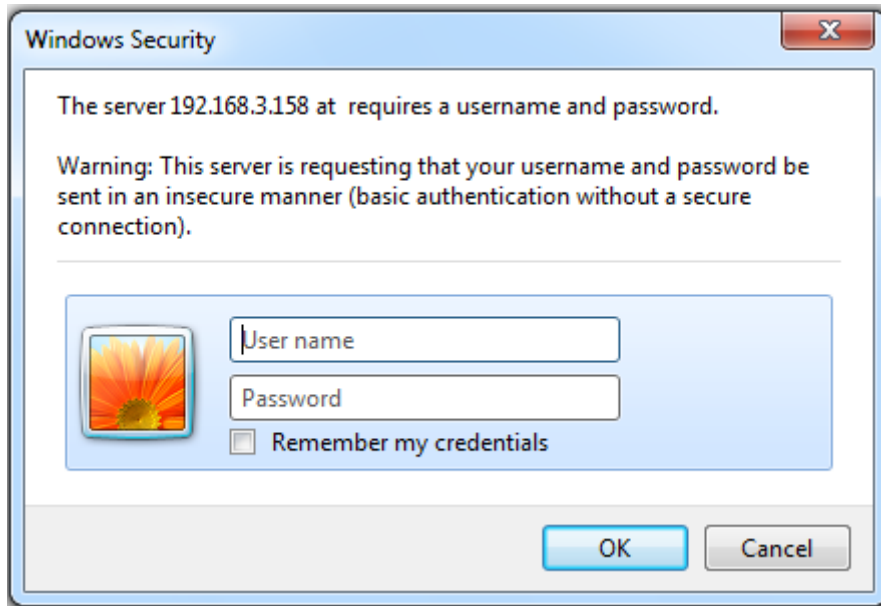 Windows Security
The server 192.168.3.158 at  requires a username and password.
Warning: This server is requesting that your username and password be
sent in an insecure manner (basic authentication without a secure
connection).
User name
Password
Remember my credentials
OK
Cancel